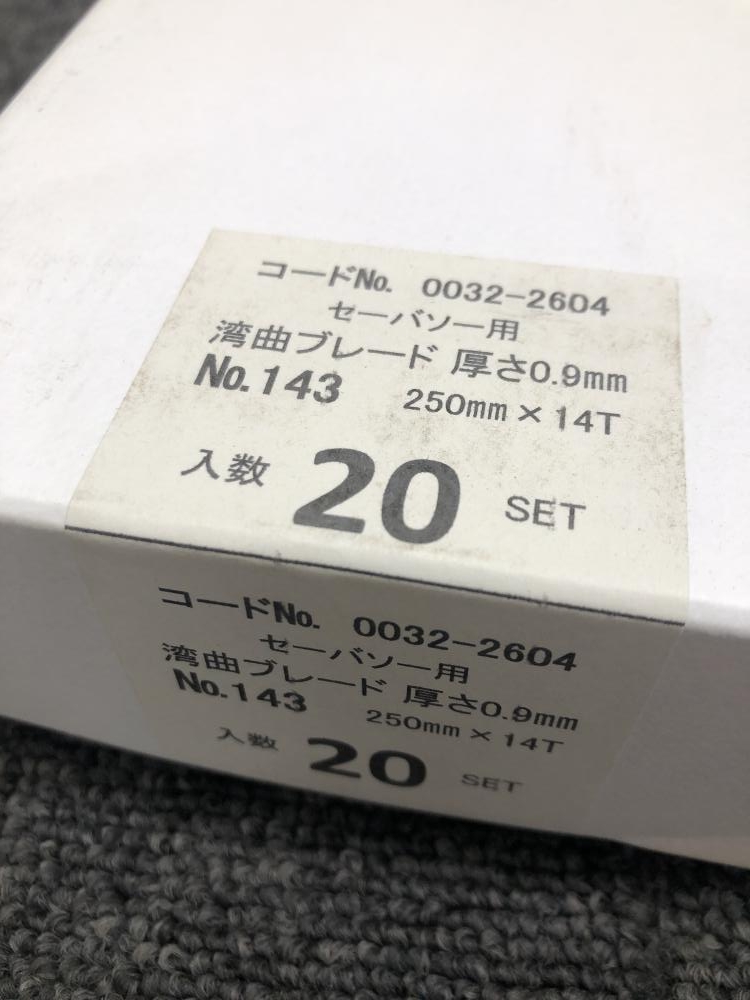 コードNo. 0032-2604
セーバソー用
湾曲ブレード 厚さ0.9mm
No.143 250mm×14T
入数 20 SET
コードNo. 0032-2604
セーバソー用
湾曲ブレード 厚さ0.9mm
No.143 250mm×14T
入数 20 SET